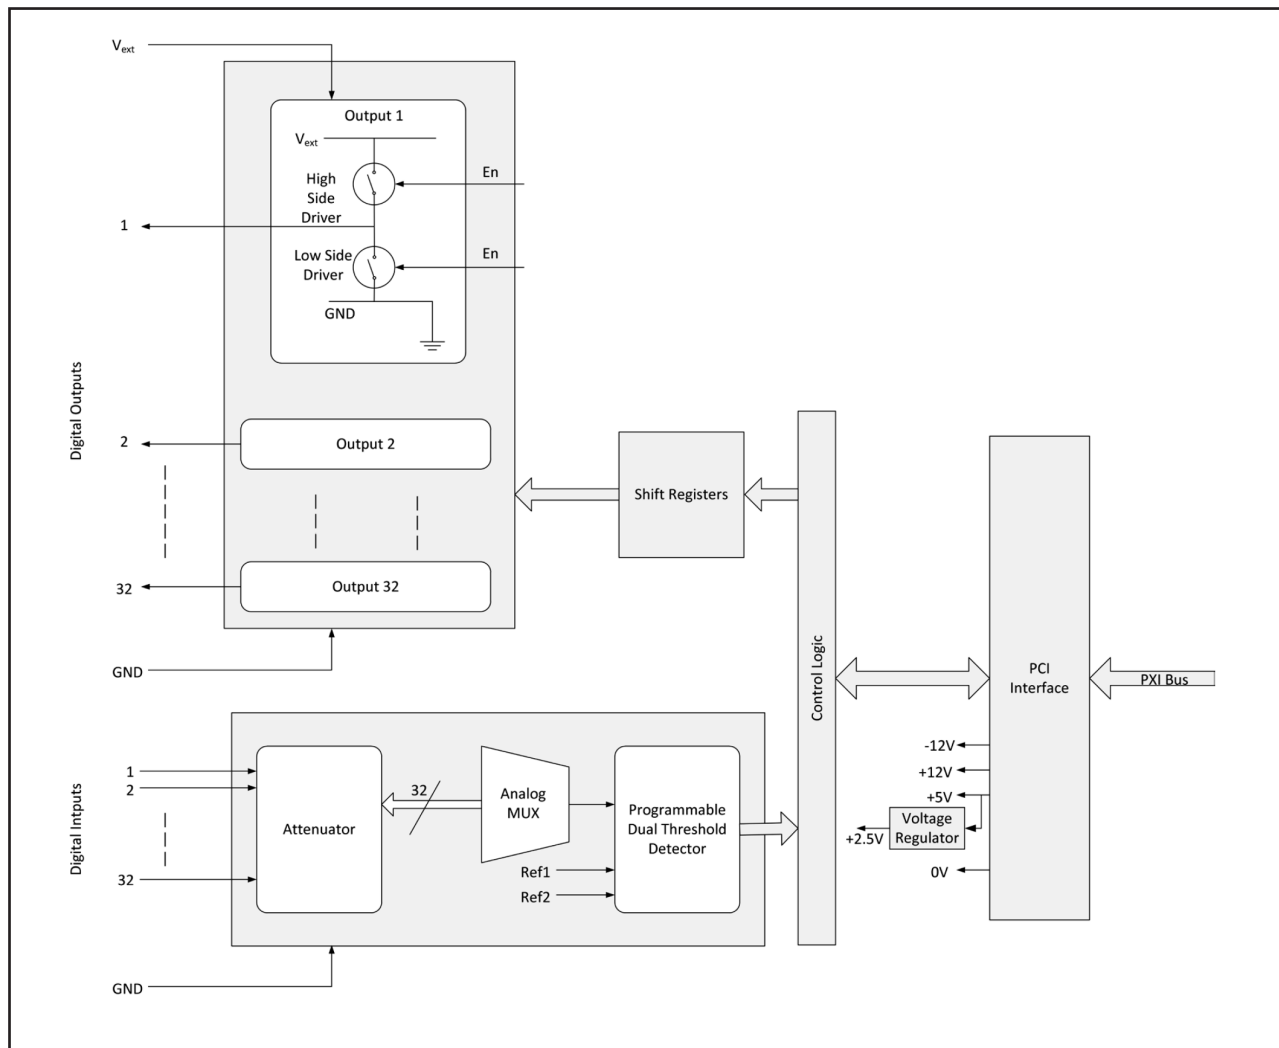 Vext
Output 1
Vext
High
Side
Driver
En
1
Low Side
Driver
En
GND
Digital Outputs
2
Output 2
Shift Registers
32
Output 32
GND
Control Logic
PCI
Interface
PXI Bus
-12V
+12V
+5V
Voltage
Regulator
+2.5V
0V
Digital Intputs
1
2
32
Attenuator
32
Analog
MUX
Programmable
Dual Threshold
Detector
Ref1
Ref2
GND